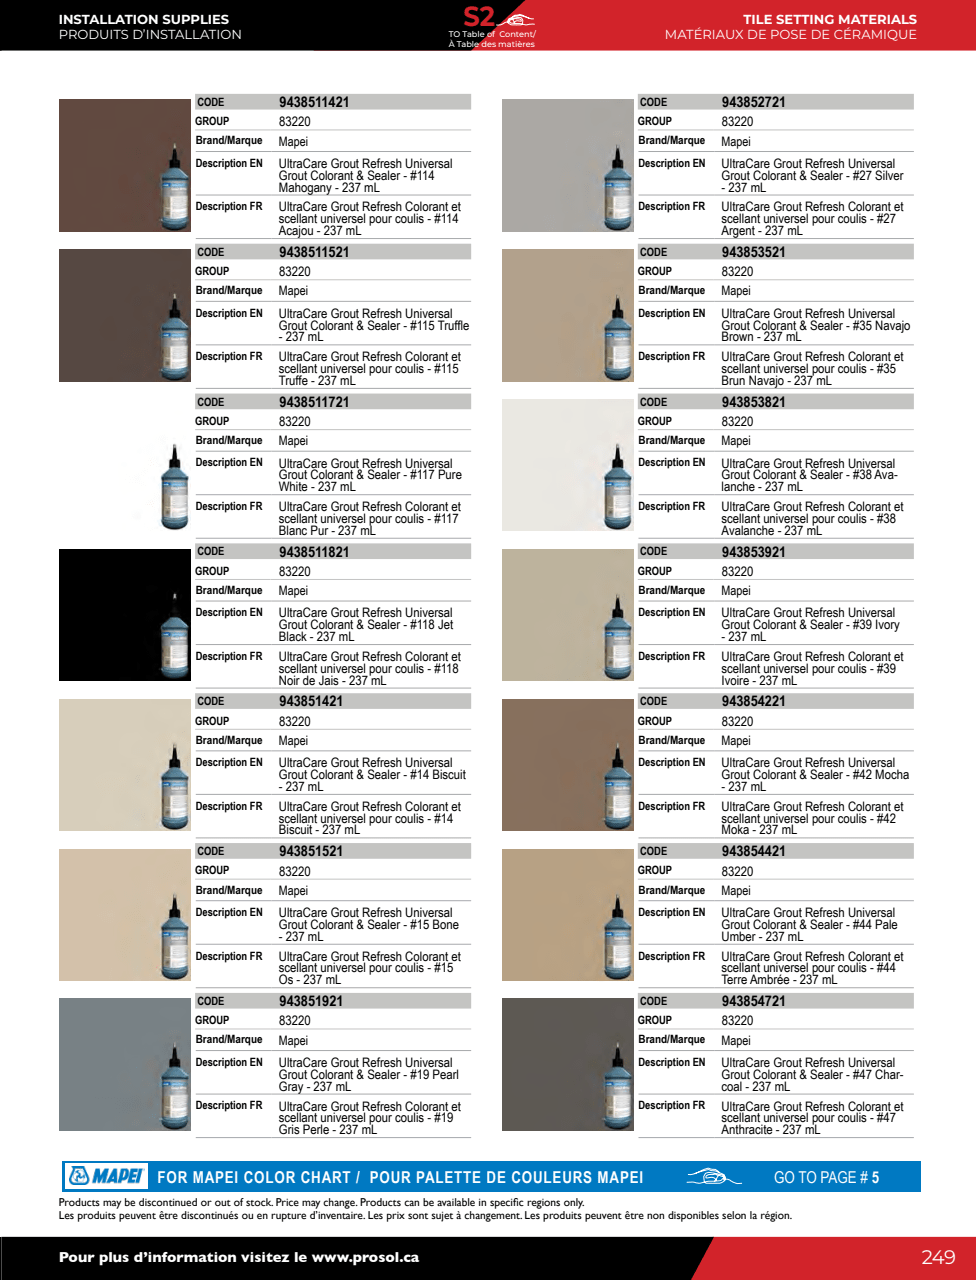 INSTALLATION SUPPLIES
PRODUITS D'INSTALLATION
S2
TO Table of Content/
À Table des matières
TILE SETTING MATERIALS
MATÉRIAUX DE POSE DE CÉRAMIQUE
CODE 9438511421
GROUP 83220
Brand/Marque Mapei
Description EN UltraCare Grout Refresh Universal
Grout Colorant & Sealer - #114
Mahogany - 237 mL
Description FR UltraCare Grout Refresh Colorant et
scellant universel pour coulis - #114
Acajou - 237 mL
CODE 9438511521
GROUP 83220
Brand/Marque Mapei
Description EN UltraCare Grout Refresh Universal
Grout Colorant & Sealer - #115 Truffle
- 237 mL
Description FR UltraCare Grout Refresh Colorant et
scellant universel pour coulis - #115
Truffe - 237 mL
CODE 9438511721
GROUP 83220
Brand/Marque Mapei
Description EN UltraCare Grout Refresh Universal
Grout Colorant & Sealer - #117 Pure
White - 237 mL
Description FR UltraCare Grout Refresh Colorant et
scellant universel pour coulis - #117
Blanc Pur - 237 mL
CODE 9438511821
GROUP 83220
Brand/Marque Mapei
Description EN UltraCare Grout Refresh Universal
Grout Colorant & Sealer - #118 Jet
Black - 237 mL
Description FR UltraCare Grout Refresh Colorant et
scellant universel pour coulis - #118
Noir de Jais - 237 mL
CODE 943851421
GROUP 83220
Brand/Marque Mapei
Description EN UltraCare Grout Refresh Universal
Grout Colorant & Sealer - #14 Biscuit
- 237 mL
Description FR UltraCare Grout Refresh Colorant et
scellant universel pour coulis - #14
Biscuit - 237 mL
CODE 943851521
GROUP 83220
Brand/Marque Mapei
Description EN UltraCare Grout Refresh Universal
Grout Colorant & Sealer - #15 Bone
- 237 mL
Description FR UltraCare Grout Refresh Colorant et
scellant universel pour coulis - #15
Os - 237 mL
CODE 943851921
GROUP 83220
Brand/Marque Mapei
Description EN UltraCare Grout Refresh Universal
Grout Colorant & Sealer - #19 Pearl
Gray - 237 mL
Description FR UltraCare Grout Refresh Colorant et
scellant universel pour coulis - #19
Gris Perle - 237 mL
CODE 943852721
GROUP 83220
Brand/Marque Mapei
Description EN UltraCare Grout Refresh Universal
Grout Colorant & Sealer - #27 Silver
- 237 mL
Description FR UltraCare Grout Refresh Colorant et
scellant universel pour coulis - #27
Argent - 237 mL
CODE 943853521
GROUP 83220
Brand/Marque Mapei
Description EN UltraCare Grout Refresh Universal
Grout Colorant & Sealer - #35 Navajo
Brown - 237 mL
Description FR UltraCare Grout Refresh Colorant et
scellant universel pour coulis - #35
Brun Navajo - 237 mL
CODE 943853821
GROUP 83220
Brand/Marque Mapei
Description EN UltraCare Grout Refresh Universal
Grout Colorant & Sealer - #38 Ava-
lanche - 237 mL
Description FR UltraCare Grout Refresh Colorant et
scellant universel pour coulis - #38
Avalanche - 237 mL
CODE 943853921
GROUP 83220
Brand/Marque Mapei
Description EN UltraCare Grout Refresh Universal
Grout Colorant & Sealer - #39 Ivory
- 237 mL
Description FR UltraCare Grout Refresh Colorant et
scellant universel pour coulis - #39
Ivoire - 237 mL
CODE 943854221
GROUP 83220
Brand/Marque Mapei
Description EN UltraCare Grout Refresh Universal
Grout Colorant & Sealer - #42 Mocha
- 237 mL
Description FR UltraCare Grout Refresh Colorant et
scellant universel pour coulis - #42
Moka - 237 mL
CODE 943854421
GROUP 83220
Brand/Marque Mapei
Description EN UltraCare Grout Refresh Universal
Grout Colorant & Sealer - #44 Pale
Umber - 237 mL
Description FR UltraCare Grout Refresh Colorant et
scellant universel pour coulis - #44
Terre Ambrée - 237 mL
CODE 943854721
GROUP 83220
Brand/Marque Mapei
Description EN UltraCare Grout Refresh Universal
Grout Colorant & Sealer - #47 Char-
coal - 237 mL
Description FR UltraCare Grout Refresh Colorant et
scellant universel pour coulis - #47
Anthracite - 237 mL
MAPEI FOR MAPEI COLOR CHART / POUR PALETTE DE COULEURS MAPEI GO TO PAGE # 5
Products may be discontinued or out of stock. Price may change. Products can be available in specific regions only.
Les produits peuvent être discontinués ou en rupture d'inventaire. Les prix sont sujet à changement. Les produits peuvent être non disponibles selon la région.
Pour plus d'information visitez le www.prosol.ca
249